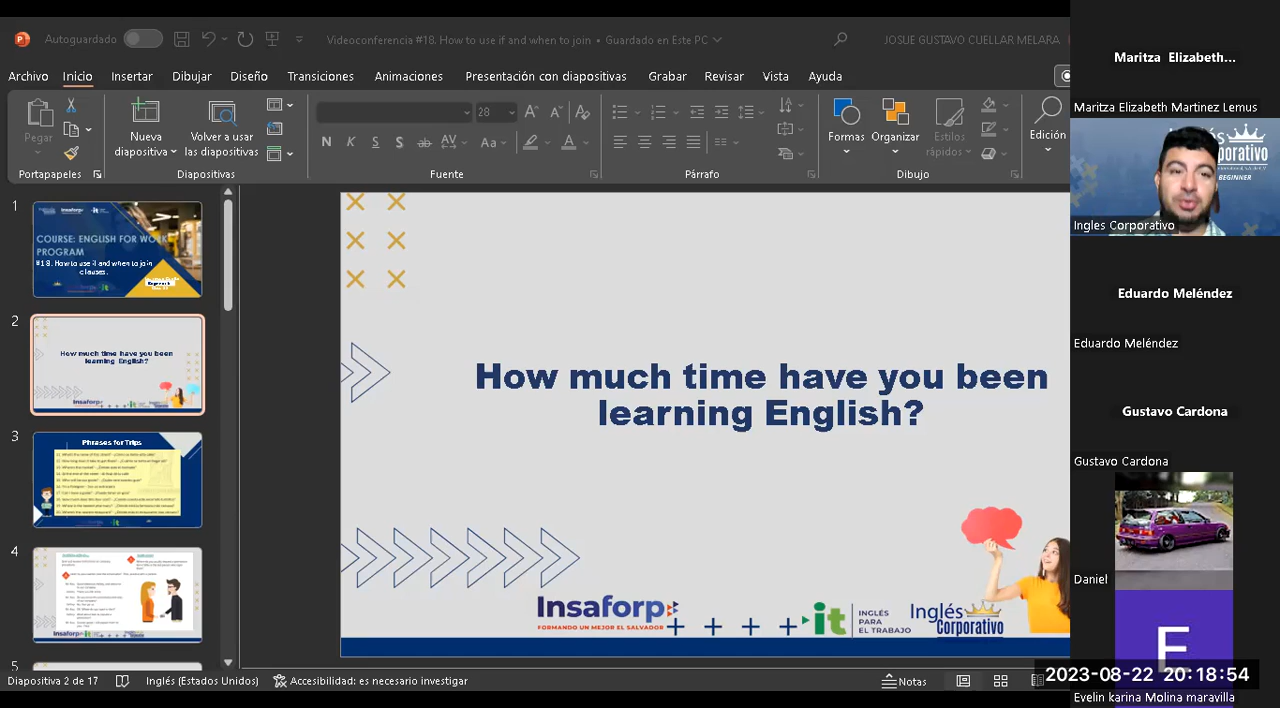 Autoguardado
Videoconferencia #18. How to use if and when to join • Guardado en Este PC
JOSUE GUSTAVO CUELLAR MELARA
Archivo Inicio Insertar Dibujar Diseño Transiciones Animaciones Presentación con diapositivas Grabar Revisar Vista Ayuda
28
Pegar
Nueva diapositiva
Volver a usar las diapositivas
Formas
Organizar
Estilos rápidos
Edición
Portapapeles
Diapositivas
Fuente
Párrafo
Dibujo
1
COURSE: ENGLISH FOR WORK
PROGRAM
#18. How to use if and when to join
clauses.
2
How much time have you been
learning English?
3
Phrases for Trips
4
5
How much time have you been
learning English?
insaforp
FORMANDO UN MEJOR EL SALVADOR
it
INGLÉS
PARA
EL TRABAJO
Inglés
Corporativo
Diapositiva 2 de 17
Inglés (Estados Unidos)
Accesibilidad: es necesario investigar
Notas
Maritza Elizabeth...
Maritza Elizabeth Martinez Lemus
BEGINNER
Ingles Corporativo
Eduardo Meléndez
Eduardo Meléndez
Gustavo Cardona
Gustavo Cardona
Daniel
E
2023-08-22 20:18:54
Evelin karina Molina maravilla